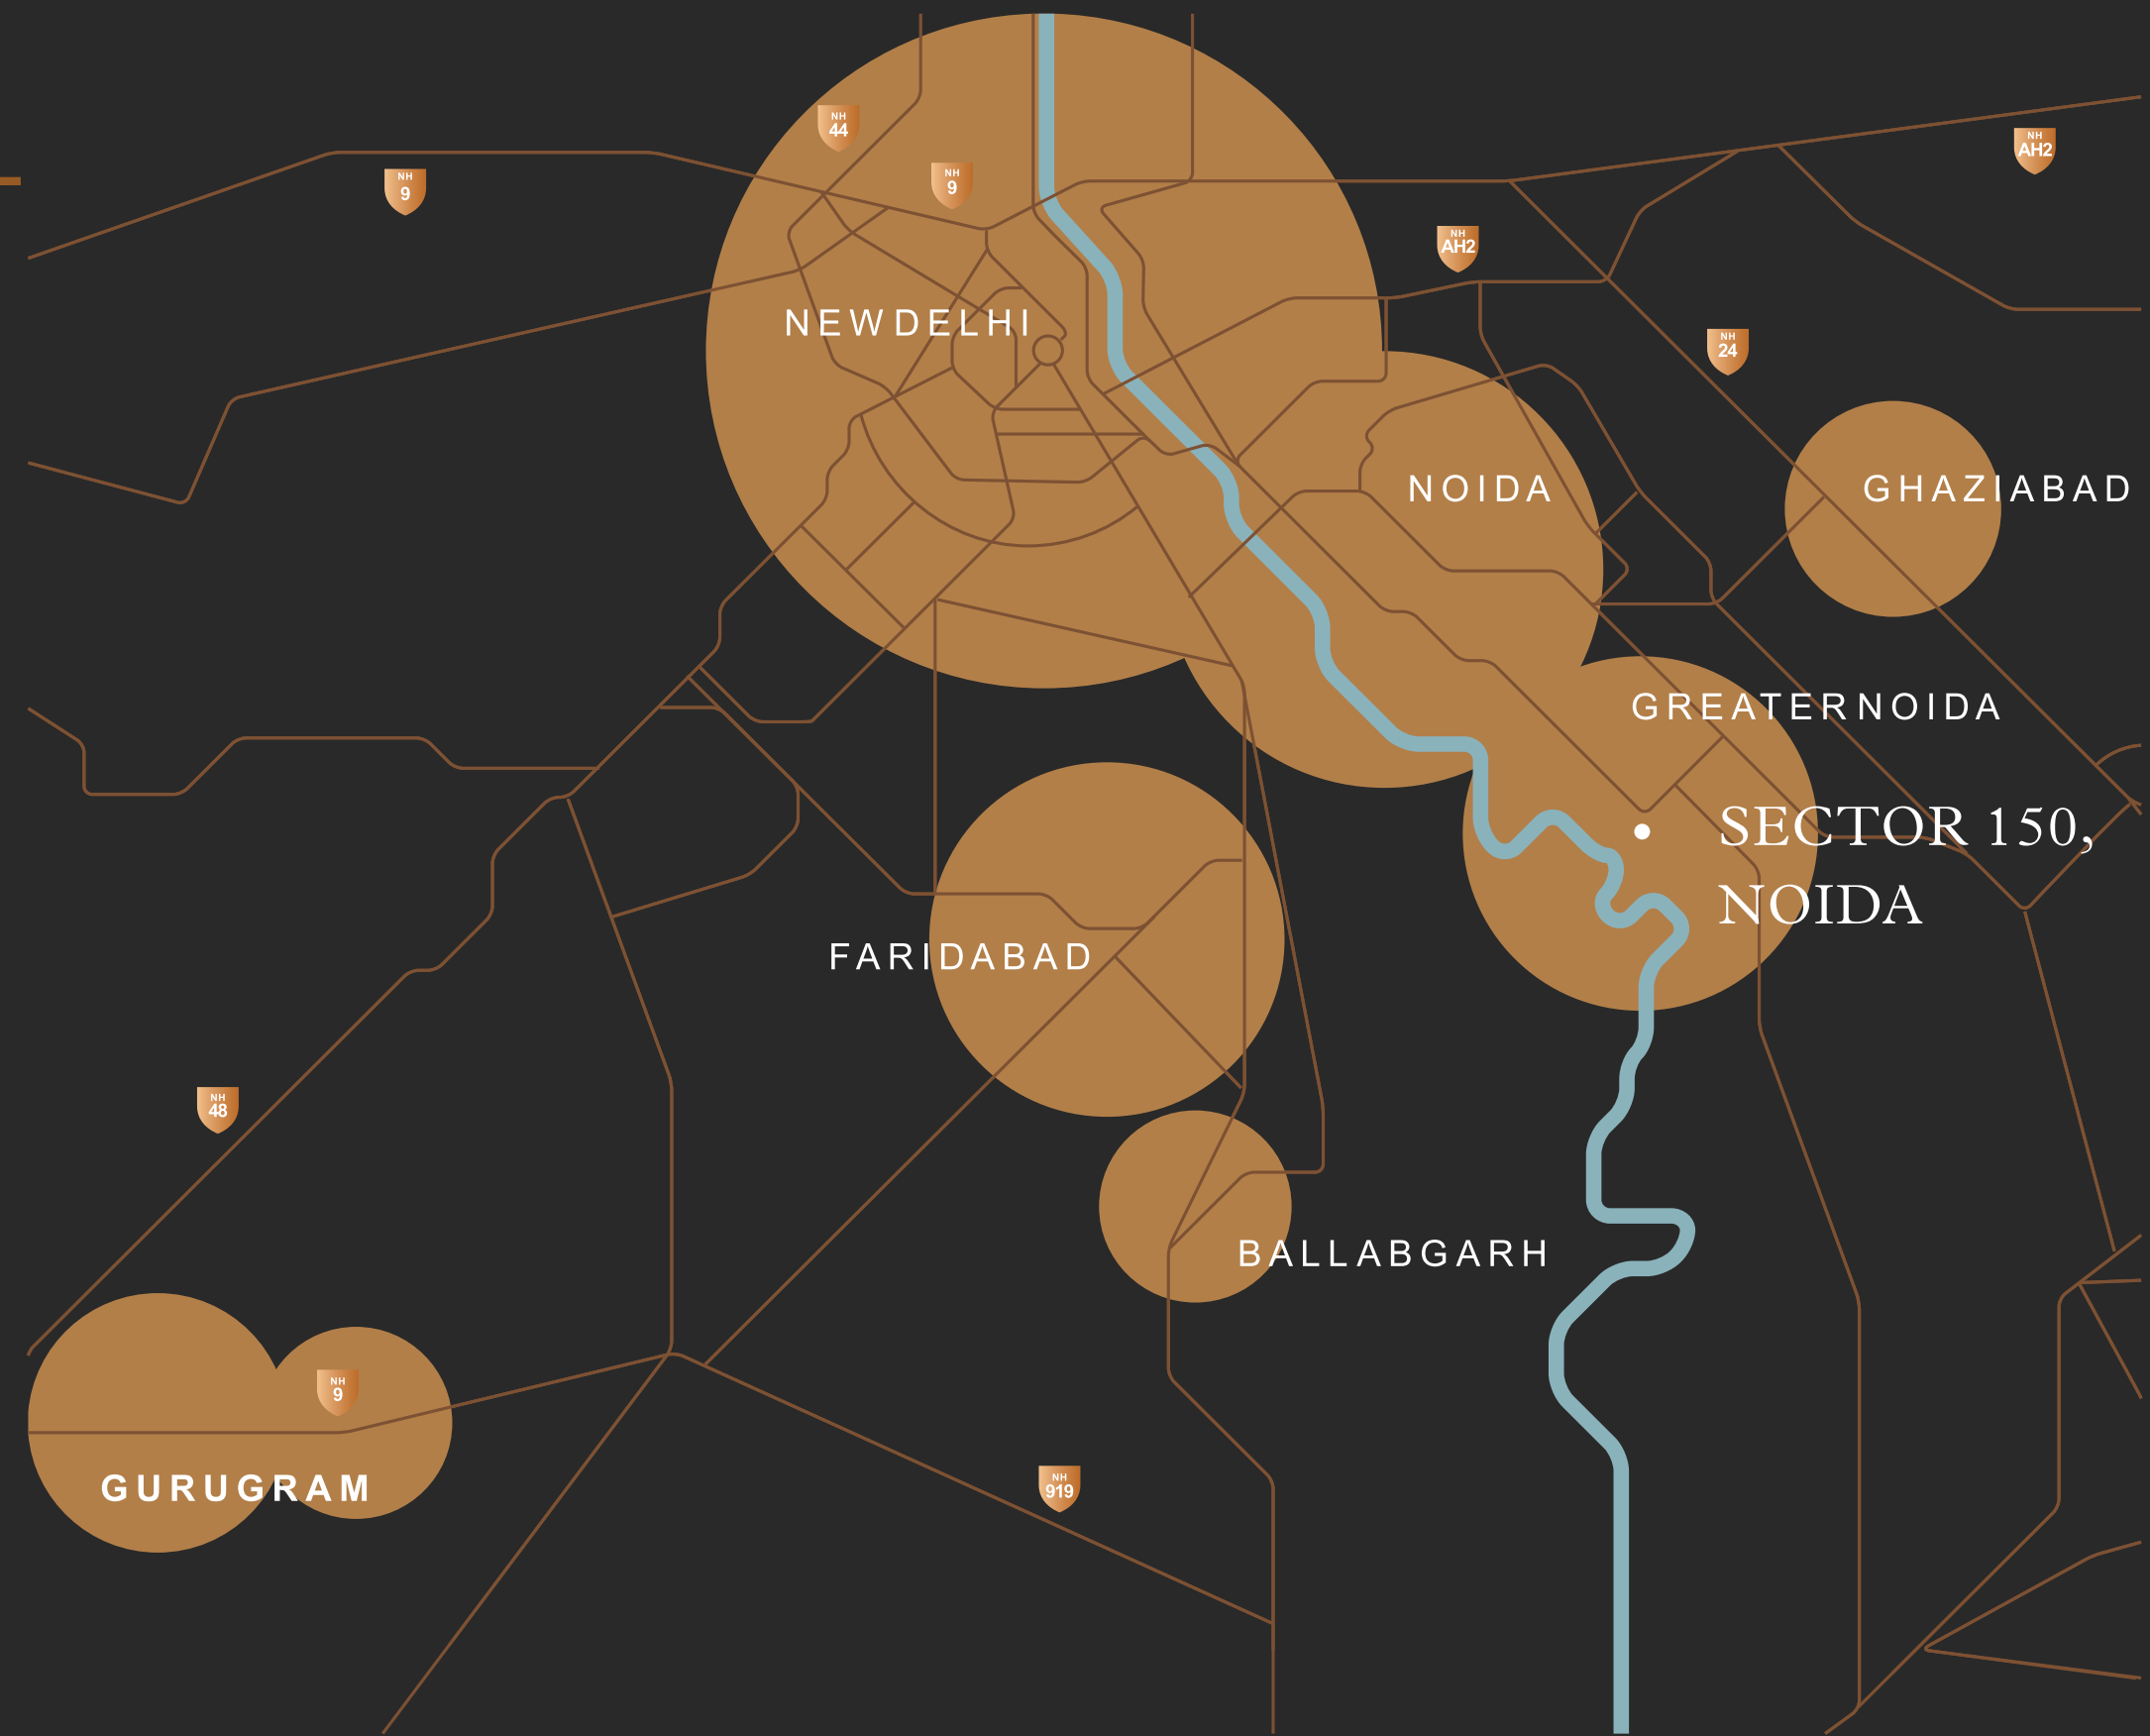 NH
44
NH
AH2
NH
9
NH
9
NH
AH2
NEWDELHI
NH
24
NOIDA
GHAZIABAD
GREATERNOIDA
SECTOR 150,
NOIDA
FARIDABAD
NH
48
BALLABGARH
NH
9
GURUGRAM
NH
919